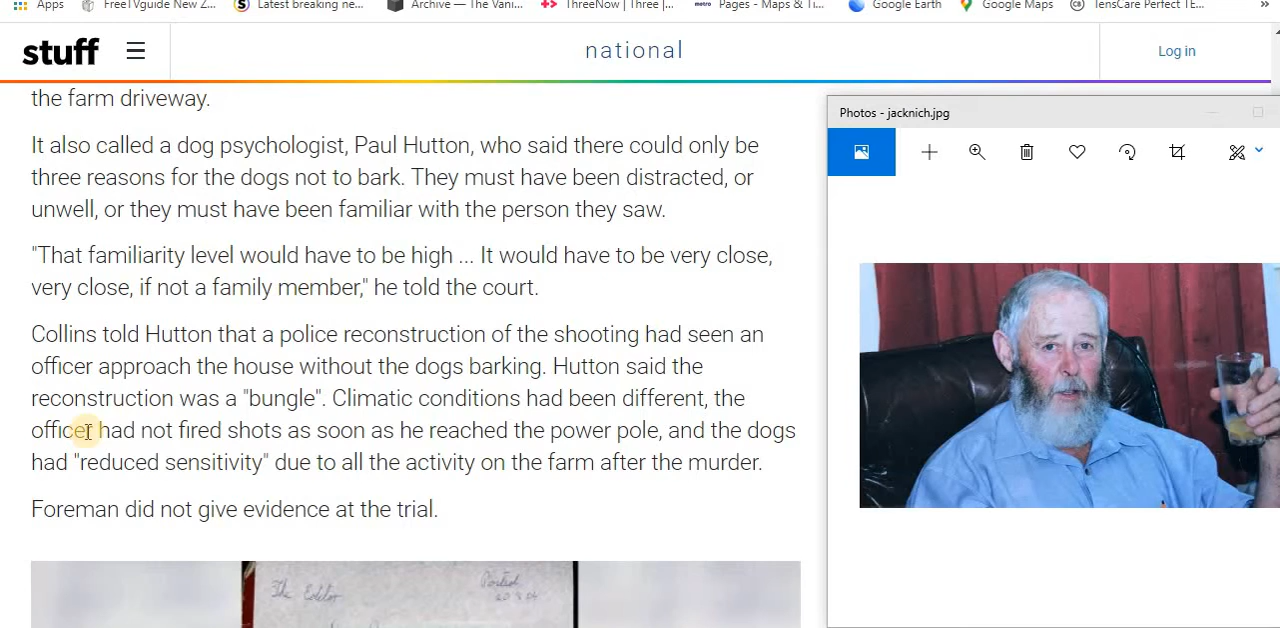 Apps
FreeTVguide New Z...
Latest breaking ne...
Archive — The Vani...
ThreeNow | Three |...
metro Pages - Maps & Ti...
Google Earth
Google Maps
TensCare Perfect TE...
»
stuff
national
Log in
the farm driveway.
It also called a dog psychologist, Paul Hutton, who said there could only be
three reasons for the dogs not to bark. They must have been distracted, or
unwell, or they must have been familiar with the person they saw.
"That familiarity level would have to be high ... It would have to be very close,
very close, if not a family member," he told the court.
Collins told Hutton that a police reconstruction of the shooting had seen an
officer approach the house without the dogs barking. Hutton said the
reconstruction was a "bungle". Climatic conditions had been different, the
officer had not fired shots as soon as he reached the power pole, and the dogs
had "reduced sensitivity" due to all the activity on the farm after the murder.
Foreman did not give evidence at the trial.
The Editor
Posted
Photos - jacknich.jpg